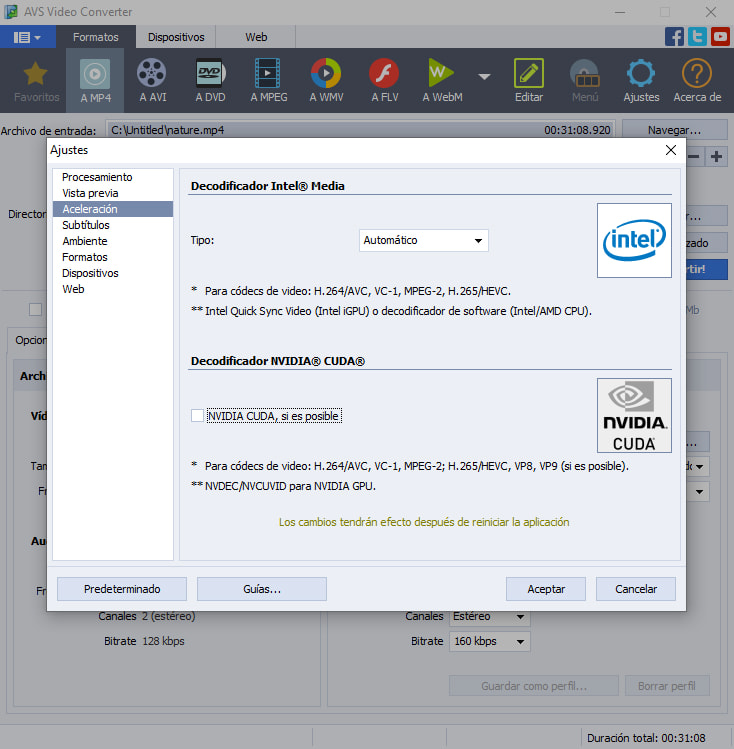 AVS Video Converter
Formatos
Dispositivos
Web
Favoritos
A MP4
A AVI
DVD
A DVD
A MPEG
A WMV
A FLV
A WebM
Editar
Menú
Ajustes
Acerca de
Archivo de entrada:
C:\Untitled\nature.mp4
00:31:08.920
Navegar...
Ajustes
Procesamiento
Vista previa
Aceleración
Subtítulos
Ambiente
Formatos
Dispositivos
Web
Decodificador Intel® Media
Tipo:
Automático
intel
* Para códecs de video: H.264/AVC, VC-1, MPEG-2, H.265/HEVC.
** Intel Quick Sync Video (Intel iGPU) o decodificador de software (Intel/AMD CPU).
Decodificador NVIDIA® CUDA®
NVIDIA CUDA, si es posible
NVIDIA.
CUDA
* Para códecs de video: H.264/AVC, VC-1, MPEG-2; H.265/HEVC, VP8, VP9 (si es posible).
** NVDEC/NVCUVID para NVIDIA GPU.
Los cambios tendrán efecto después de reiniciar la aplicación
Predeterminado
Guías...
Aceptar
Cancelar
Mb
Canales 2 (estéreo)
Bitrate 128 kbps
Canales Estéreo
Bitrate 160 kbps
Guardar como perfil...
Borrar perfil
Duración total: 00:31:08